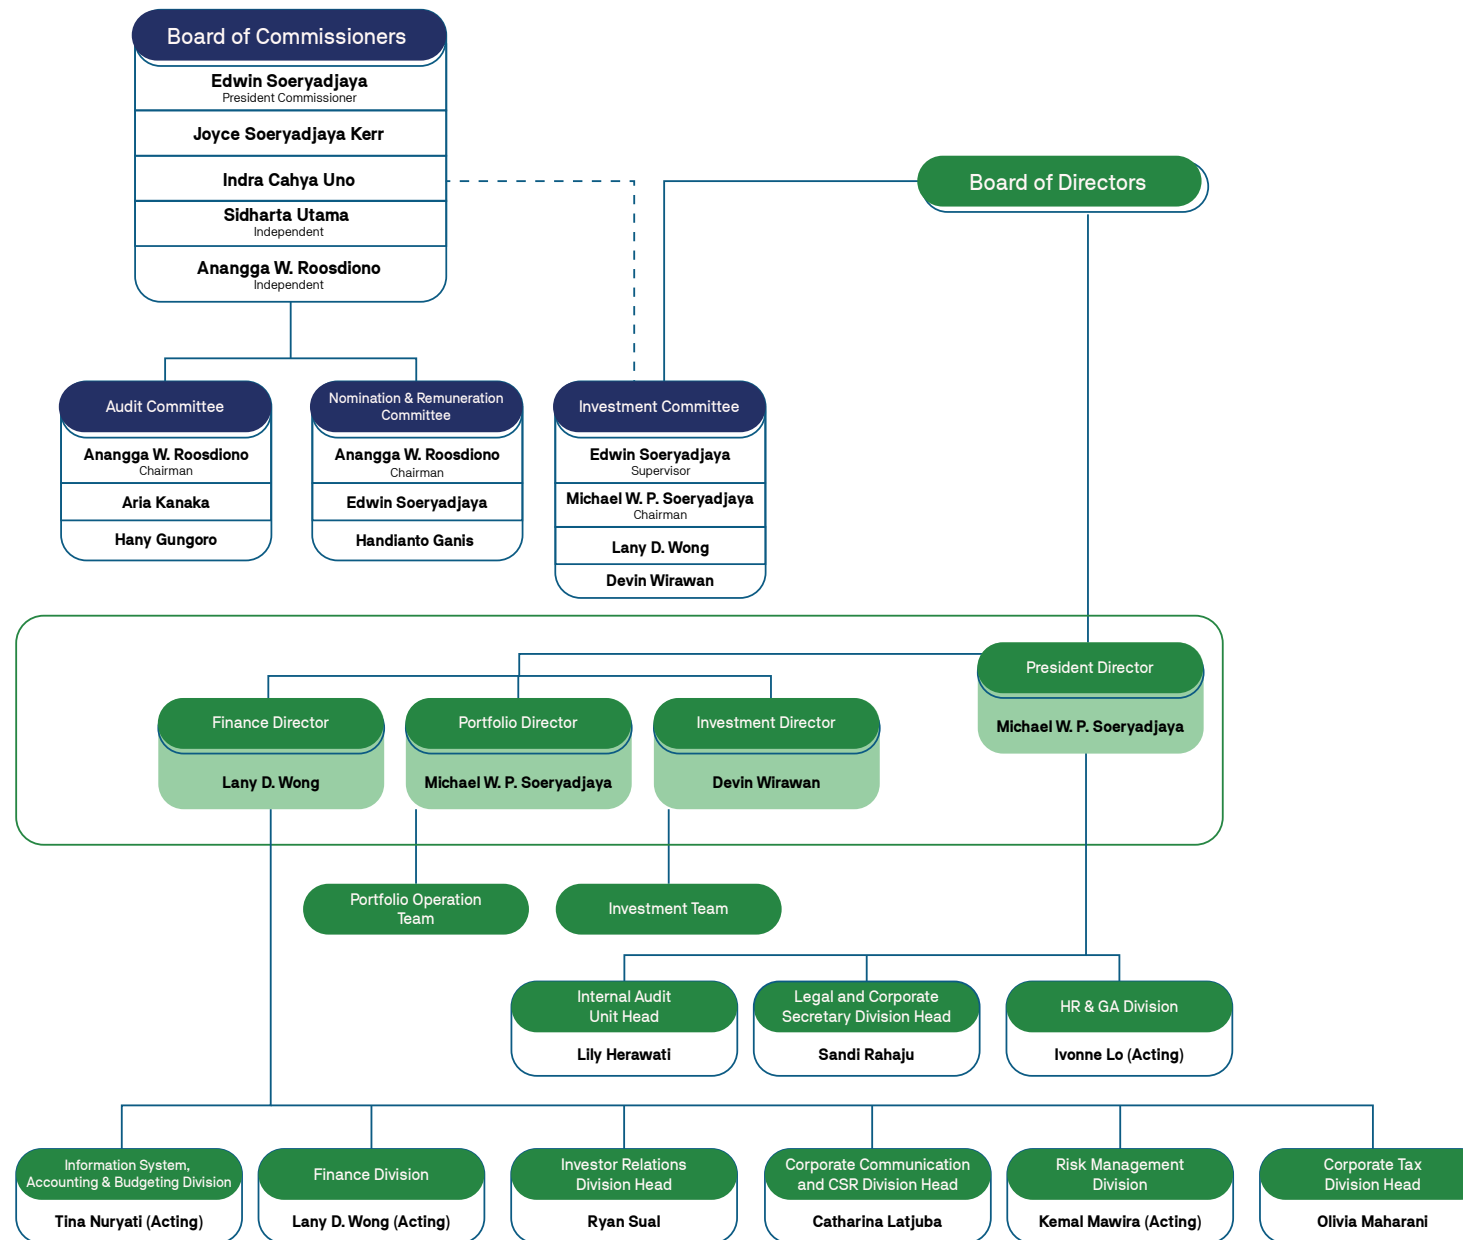 Board of Commissioners
Edwin Soeryadjaya
President Commissioner
Joyce Soeryadjaya Kerr
Indra Cahya Uno
Sidharta Utama
Independent
Anangga W. Roosdiono
Independent
Board of Directors
Audit Committee
Anangga W. Roosdiono
Chairman
Aria Kanaka
Hany Gungoro
Nomination & Remuneration
Committee
Anangga W. Roosdiono
Chairman
Edwin Soeryadjaya
Handianto Ganis
Investment Committee
Edwin Soeryadjaya
Supervisor
Michael W. P. Soeryadjaya
Chairman
Lany D. Wong
Devin Wirawan
President Director
Michael W. P. Soeryadjaya
Finance Director
Lany D. Wong
Portfolio Director
Michael W. P. Soeryadjaya
Investment Director
Devin Wirawan
Portfolio Operation
Team
Investment Team
Internal Audit
Unit Head
Lily Herawati
Legal and Corporate
Secretary Division Head
Sandi Rahaju
HR & GA Division
Ivonne Lo (Acting)
Information System,
Accounting & Budgeting Division
Tina Nuryati (Acting)
Finance Division
Lany D. Wong (Acting)
Investor Relations
Division Head
Ryan Sual
Corporate Communication
and CSR Division Head
Catharina Latjuba
Risk Management
Division
Kemal Mawira (Acting)
Corporate Tax
Division Head
Olivia Maharani